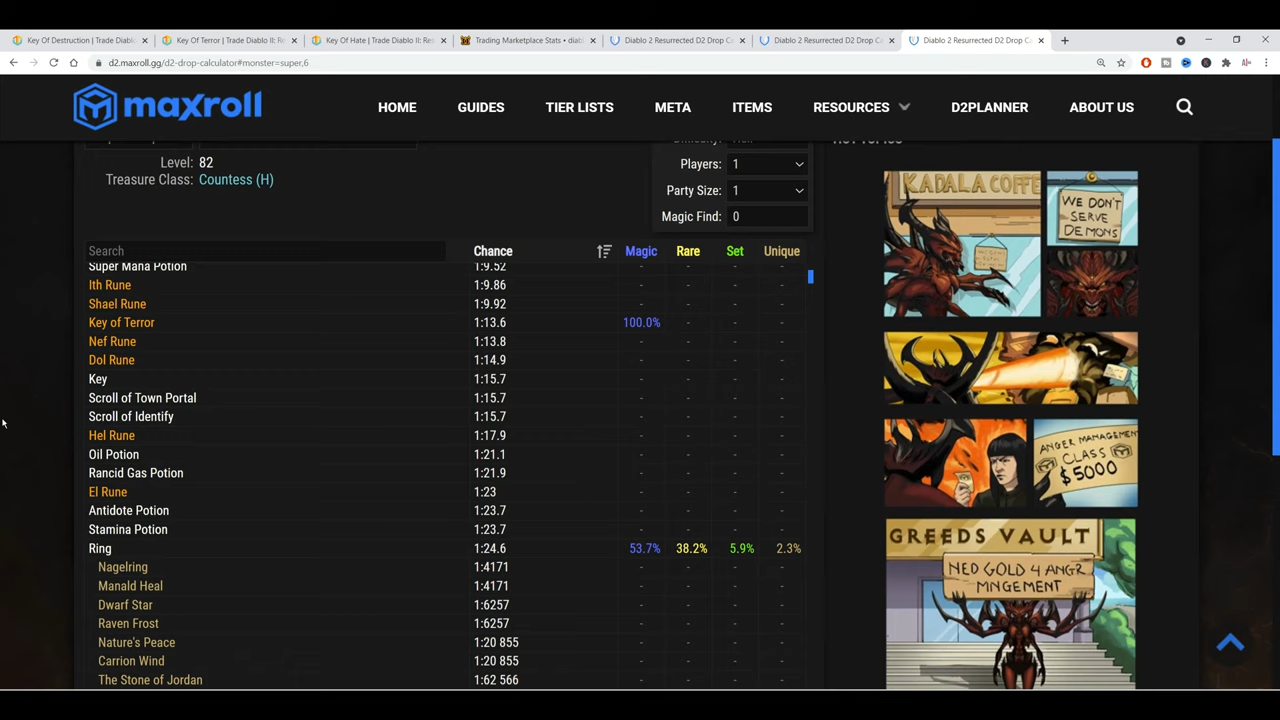 Key Of Destruction | Trade Diablo
Key Of Terror | Trade Diablo II: Re
Key Of Hate | Trade Diablo II: Res
Trading Marketplace Stats • diabl
Diablo 2 Resurrected D2 Drop C
Diablo 2 Resurrected D2 Drop Ca
Diablo 2 Resurrected D2 Drop Ca
d2.maxroll.gg/d2-drop-calculator#monster=super,6
maxroll
HOME
GUIDES
TIER LISTS
META
ITEMS
RESOURCES
D2PLANNER
ABOUT US
Level: 82
Treasure Class: Countess (H)
Players: 1
Party Size: 1
Magic Find: 0
Search Chance Magic Rare Set Unique
Super Mana Potion 1:9.52 - - - -
Ith Rune 1:9.86 - - - -
Shael Rune 1:9.92 - - - -
Key of Terror 1:13.6 100.0% - - -
Nef Rune 1:13.8 - - - -
Dol Rune 1:14.9 - - - -
Key 1:15.7 - - - -
Scroll of Town Portal 1:15.7 - - - -
Scroll of Identify 1:15.7 - - - -
Hel Rune 1:17.9 - - - -
Oil Potion 1:21.1 - - - -
Rancid Gas Potion 1:21.9 - - - -
El Rune 1:23 - - - -
Antidote Potion 1:23.7 - - - -
Stamina Potion 1:23.7 - - - -
Ring 1:24.6 53.7% 38.2% 5.9% 2.3%
Nagelring 1:4171 - - - -
Manald Heal 1:4171 - - - -
Dwarf Star 1:6257 - - - -
Raven Frost 1:6257 - - - -
Nature's Peace 1:20 855 - - - -
Carrion Wind 1:20 855 - - - -
The Stone of Jordan 1:62 566 - - - -
KADALA COFFE
WE DON'T
SERVE
DEMONS
ANGER MANAGEMENT
CLASS
$5000
GREEDS VAULT
NED GOLD 4 ANGR
MNGEMENT